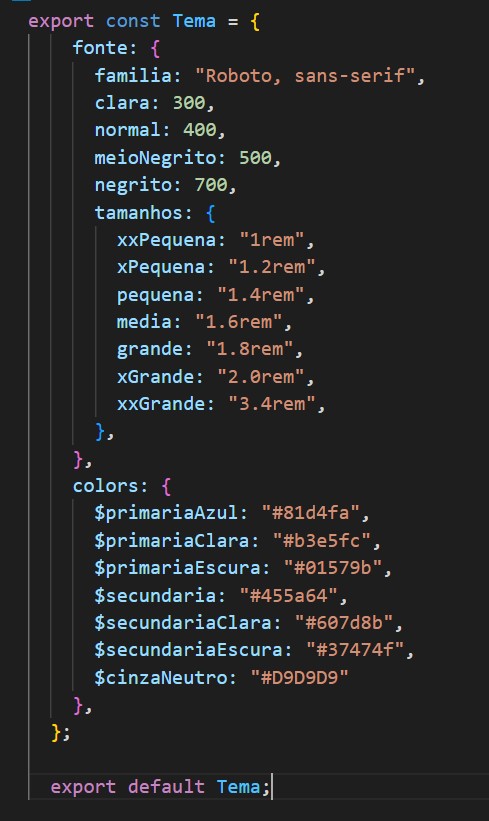 export const Tema = {
fonte: {
familia: "Roboto, sans-serif",
clara: 300,
normal: 400,
meioNegrito: 500,
negrito: 700,
tamanhos: {
xxPequena: "1rem",
xPequena: "1.2rem",
pequena: "1.4rem",
media: "1.6rem",
grande: "1.8rem",
xGrande: "2.0rem",
xxGrande: "3.4rem",
},
},
colors: {
$primariaAzul: "#81d4fa",
$primariaClara: "#b3e5fc",
$primariaEscura: "#01579b",
$secundaria: "#455a64",
$secundariaClara: "#607d8b",
$secundariaEscura: "#37474f",
$cinzaNeutro: "#D9D9D9"
},
};
export default Tema;